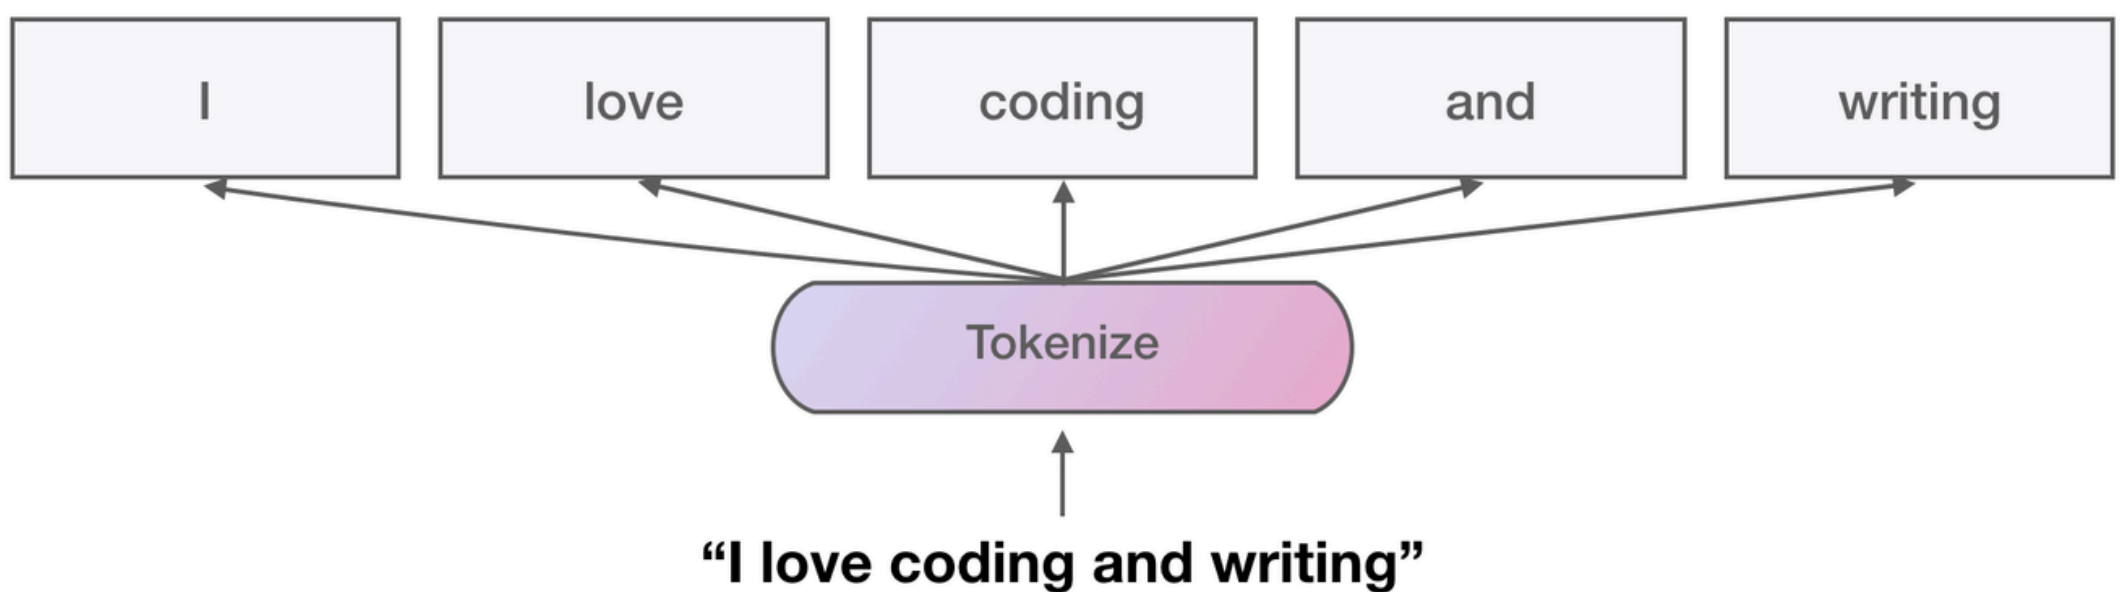 I
love
coding
and
writing
Tokenize
“I love coding and writing”